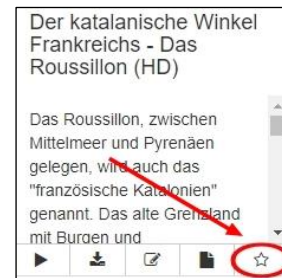 Der katalanische Winkel
Frankreichs - Das
Roussillon (HD)
Das Roussillon, zwischen
Mittelmeer und Pyrenäen
gelegen, wird auch das
"französische Katalonien"
genannt. Das alte Grenzland
mit Burgen und